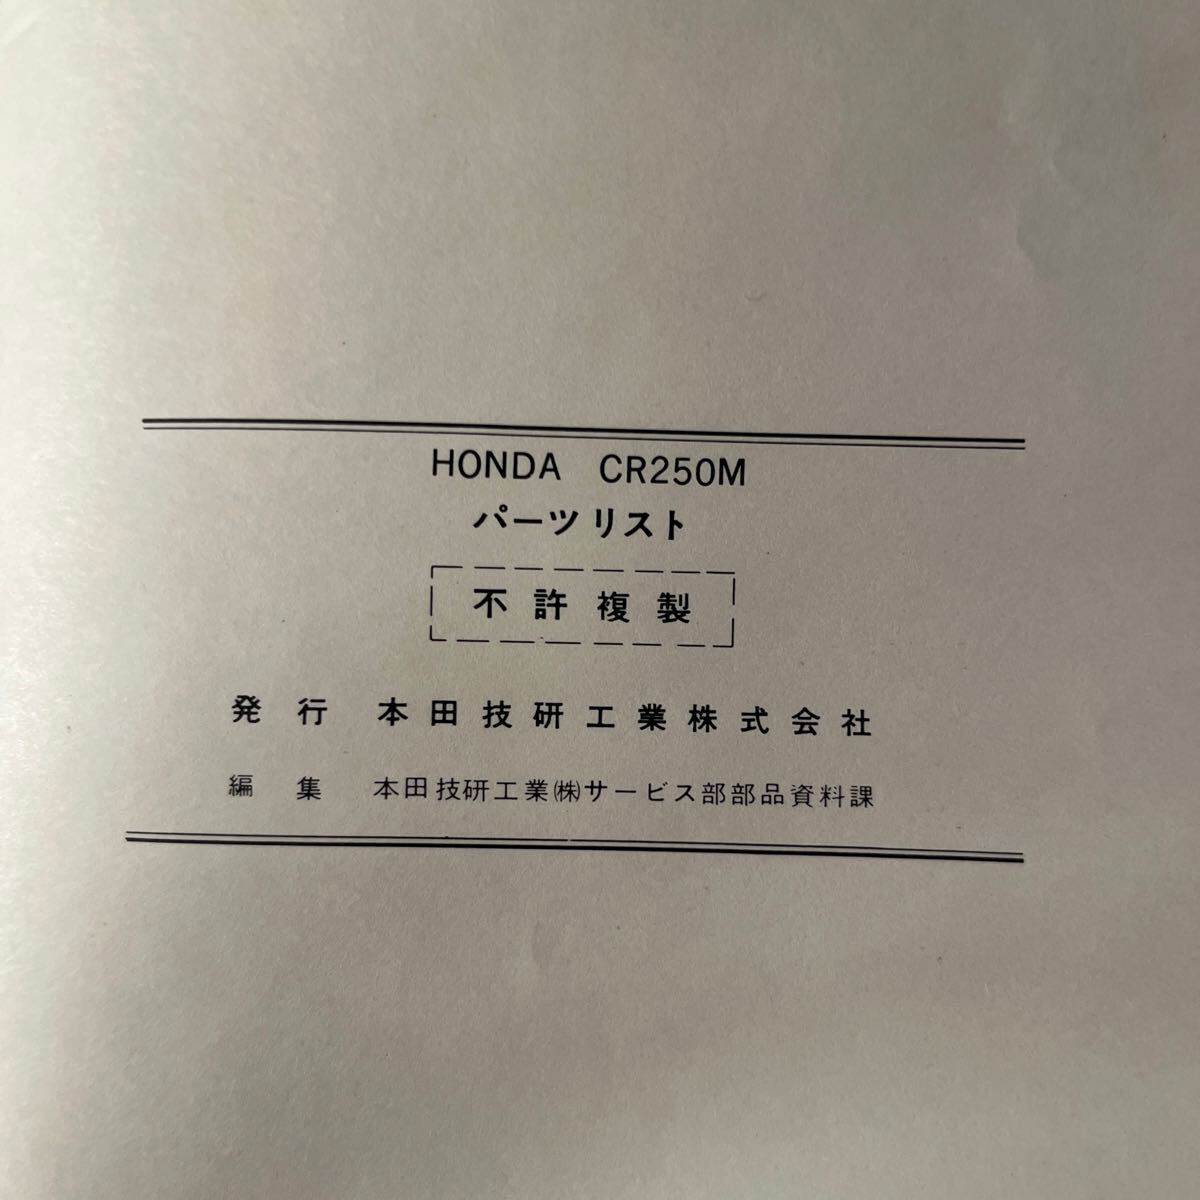 HONDA CR250M
パーツリスト
不許複製
発行 本田技研工業株式会社
編集 本田技研工業㈱サービス部部品資料課